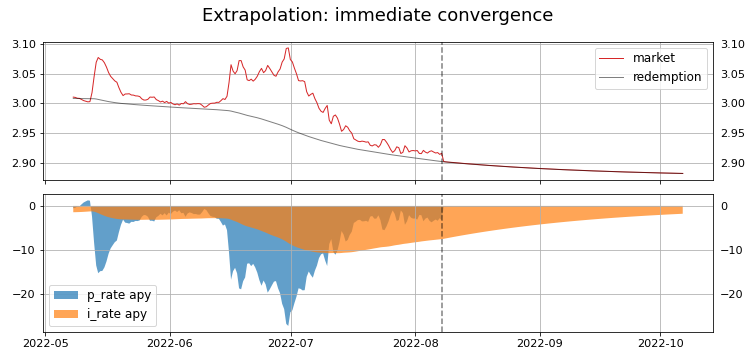 Extrapolation: immediate convergence
3.10 3.10
3.05 3.05
3.00 3.00
2.95 2.95
2.90 2.90
market
redemption
0 0
−10 −10
−20 −20
p_rate apy
i_rate apy
2022-05 2022-06 2022-07 2022-08 2022-09 2022-10